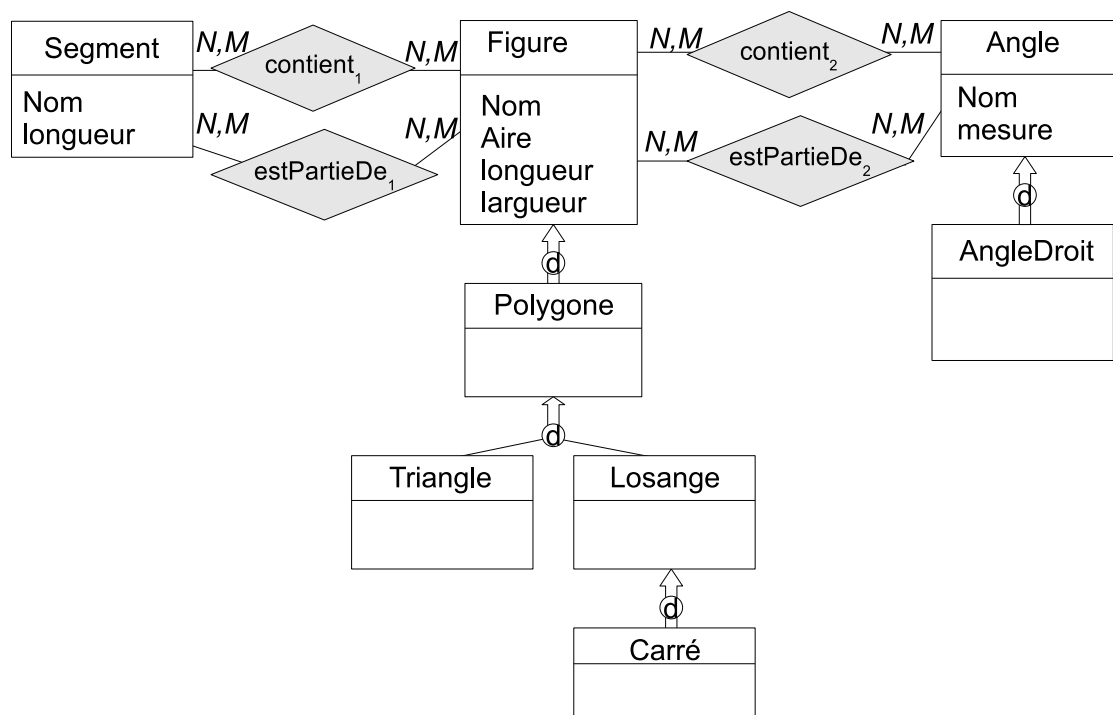 Segment
Nom
longueur
N,M
contient1
N,M
N,M
estPartieDe1
N,M
Figure
Nom
Aire
longueur
largueur
N,M
contient2
N,M
N,M
estPartieDe2
N,M
Angle
Nom
mesure
d
AngleDroit
d
Polygone
d
Triangle
Losange
d
Carré